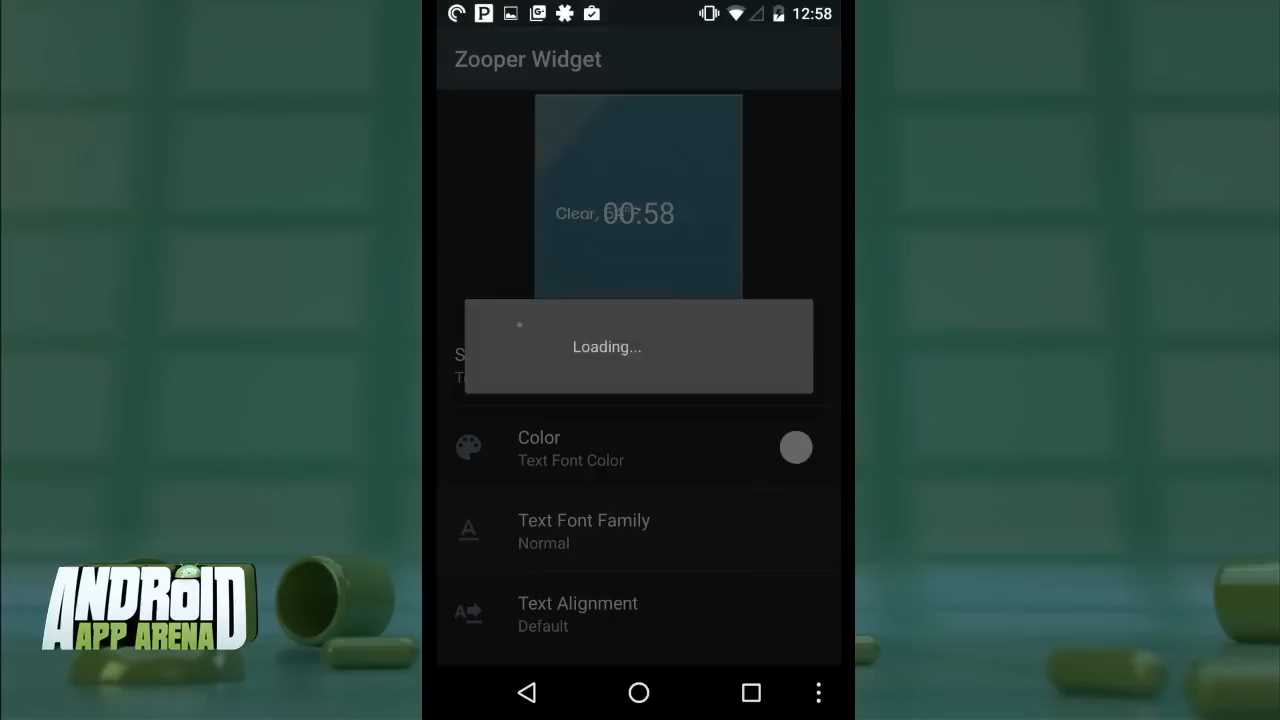 12:58
Zooper Widget
Clear,
00:58
Loading...
Color
Text Font Color
Text Font Family
Normal
Text Alignment
Default
ANDROID
APP ARENA